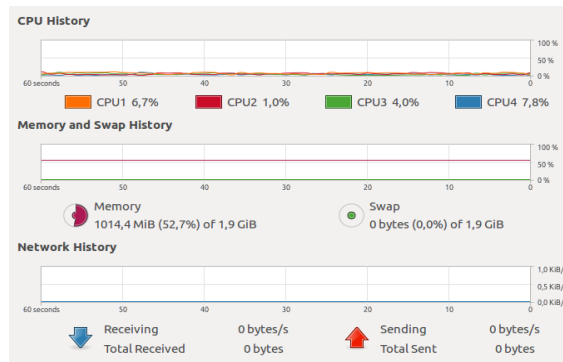 CPU History
100 %
50 %
0 %
60 seconds 50 40 30 20 10 0
CPU1 6,7% CPU2 1,0% CPU3 4,0% CPU4 7,8%
Memory and Swap History
100 %
50 %
0 %
60 seconds 50 40 30 20 10 0
Memory
1014,4 MiB (52,7%) of 1,9 GiB
Swap
0 bytes (0,0%) of 1,9 GiB
Network History
1,0 KiB/
0,5 KiB/
0,0 KiB/
60 seconds 50 40 30 20 10 0
Receiving 0 bytes/s
Total Received 0 bytes
Sending 0 bytes/s
Total Sent 0 bytes